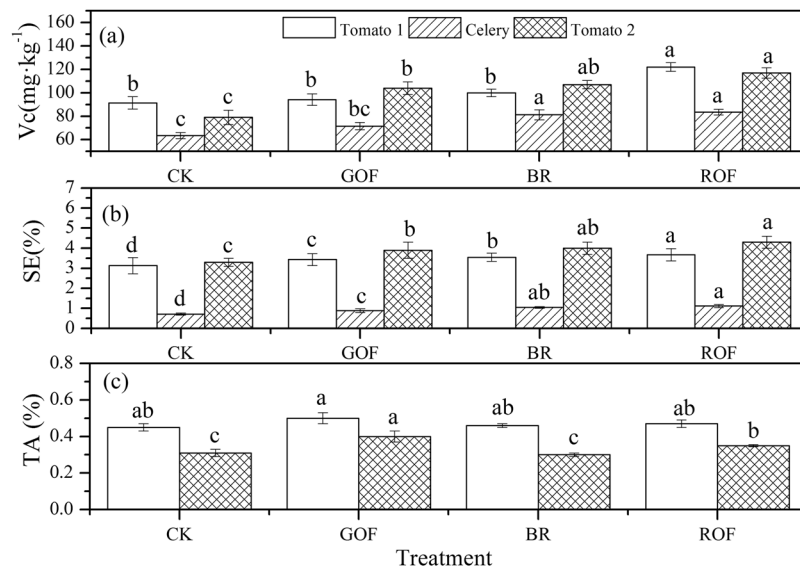 (a)
Tomato 1 Celery Tomato 2
Vc(mg·kg⁻¹)
160
140
120
100
80
60
b c c
b bc b
b a ab
a a a
CK GOF BR ROF
(b)
SE(%)
7
6
5
4
3
2
1
0
d d c
c c b
b ab ab
a a a
CK GOF BR ROF
(c)
TA (%)
0.8
0.6
0.4
0.2
0.0
ab c
a a
ab c
ab b
CK GOF BR ROF
Treatment